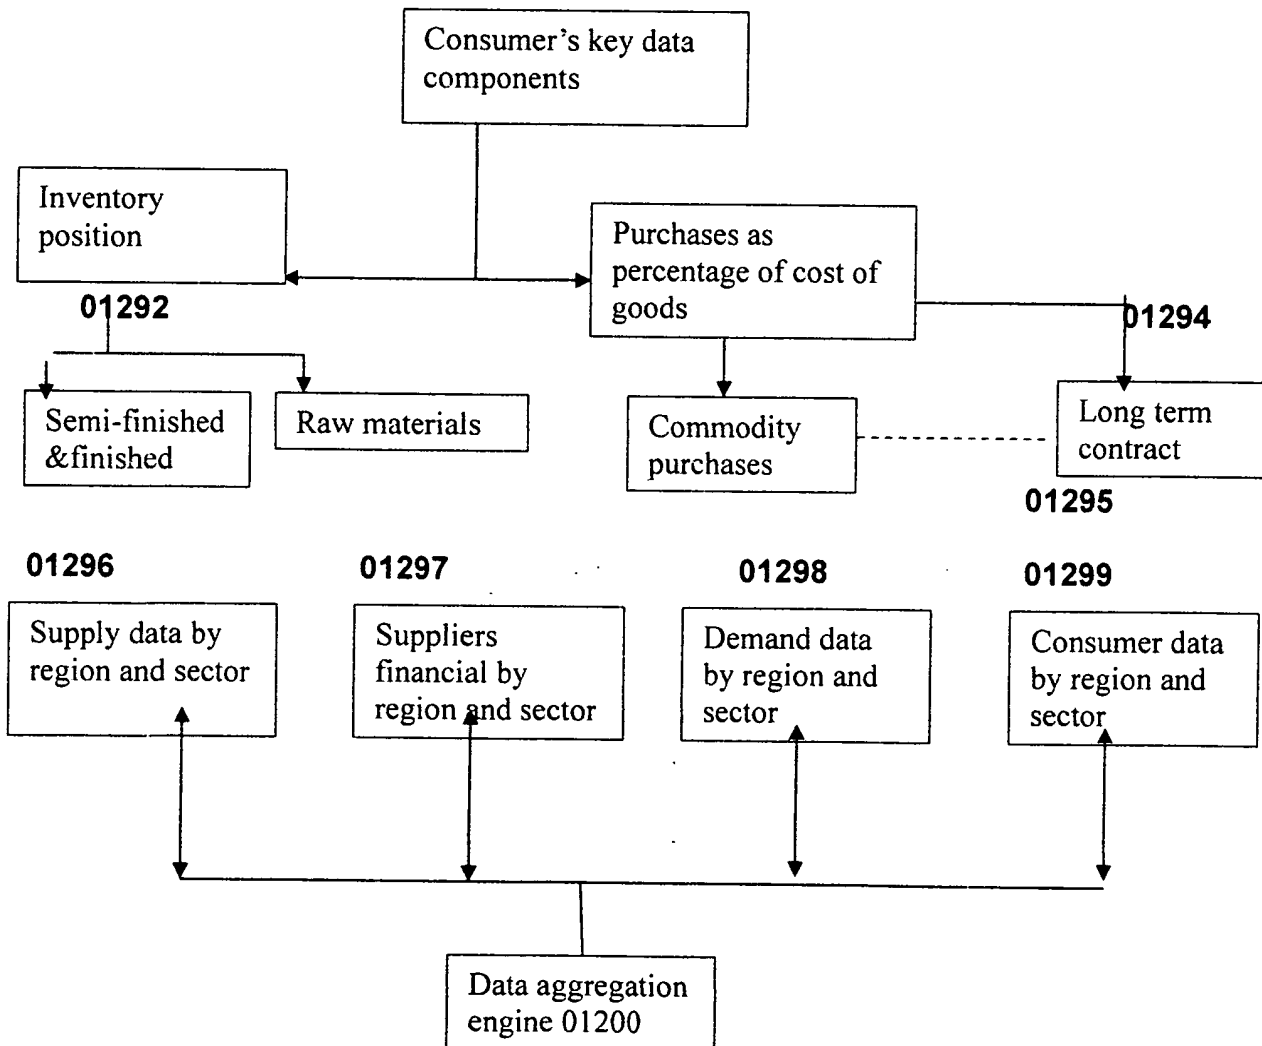 Consumer's key data
components
Inventory
position
Purchases as
percentage of cost of
goods
01292
01294
Semi-finished
&finished
Raw materials
Commodity
purchases
Long term
contract
01295
01296
01297
01298
01299
Supply data by
region and sector
Suppliers
financial by
region and sector
Demand data
by region and
sector
Consumer data
by region and
sector
Data aggregation
engine 01200